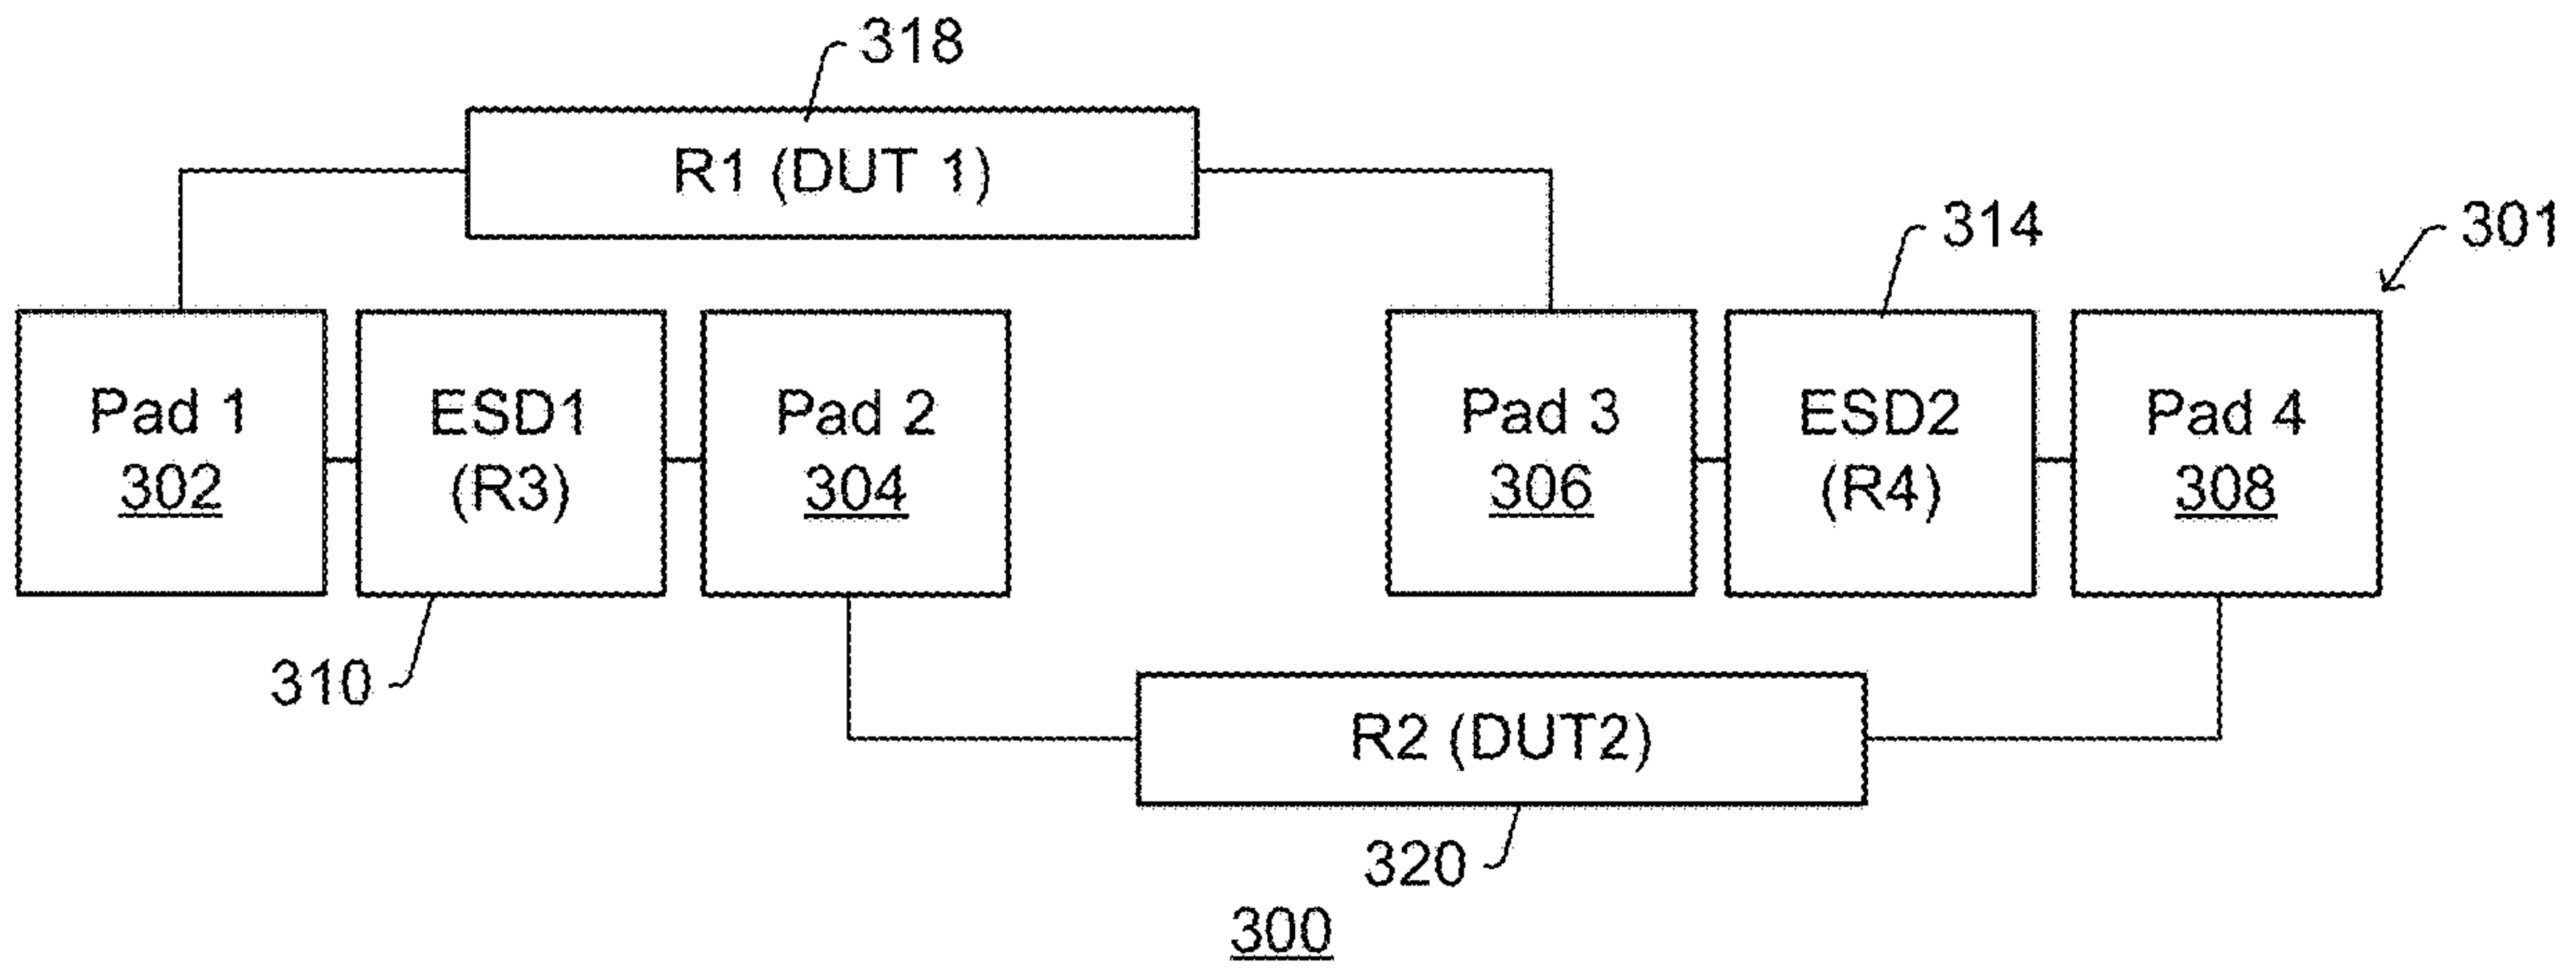 318
R1 (DUT 1)
314
301
Pad 1
302
ESD1
(R3)
Pad 2
304
Pad 3
306
ESD2
(R4)
Pad 4
308
310
R2 (DUT2)
320
300